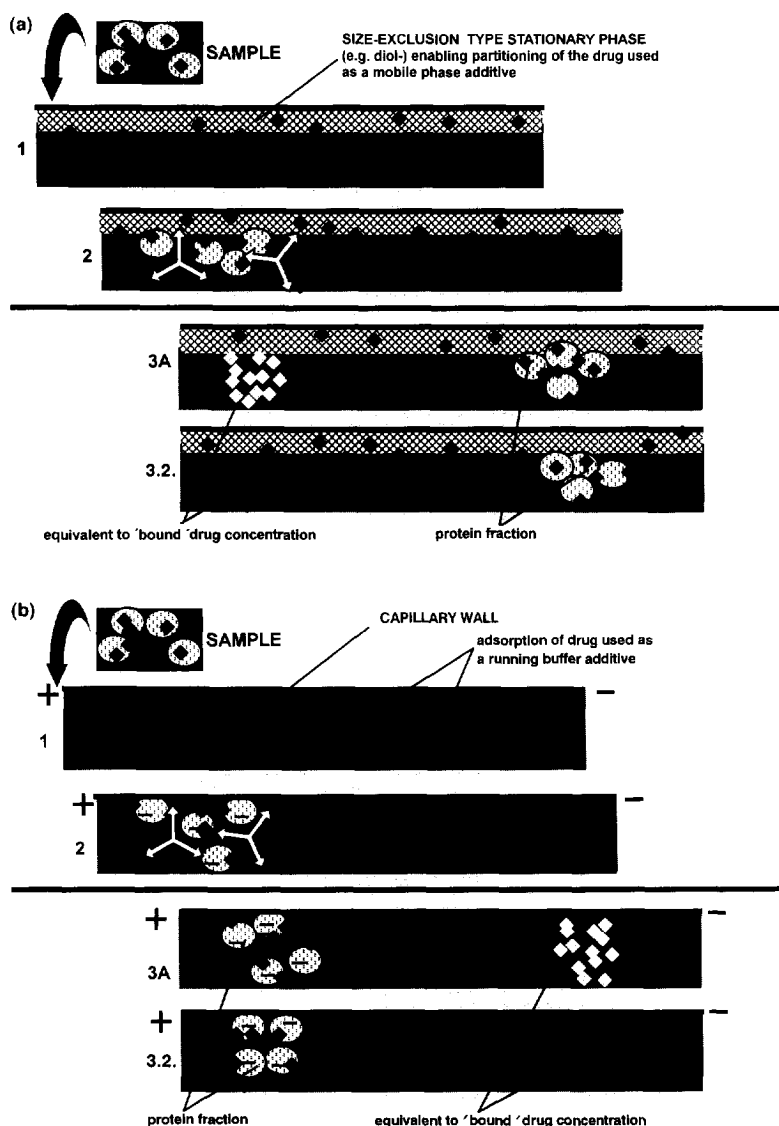 (a)
SAMPLE
SIZE-EXCLUSION TYPE STATIONARY PHASE
(e.g. diol-) enabling partitioning of the drug used
as a mobile phase additive
1
2
3A
3.2.
equivalent to ´bound ´drug concentration
protein fraction
(b)
SAMPLE
CAPILLARY WALL
adsorption of drug used as
a running buffer additive
+ −
1
+ −
2
+ −
3A
+ −
3.2.
protein fraction
equivalent to ´bound ´drug concentration